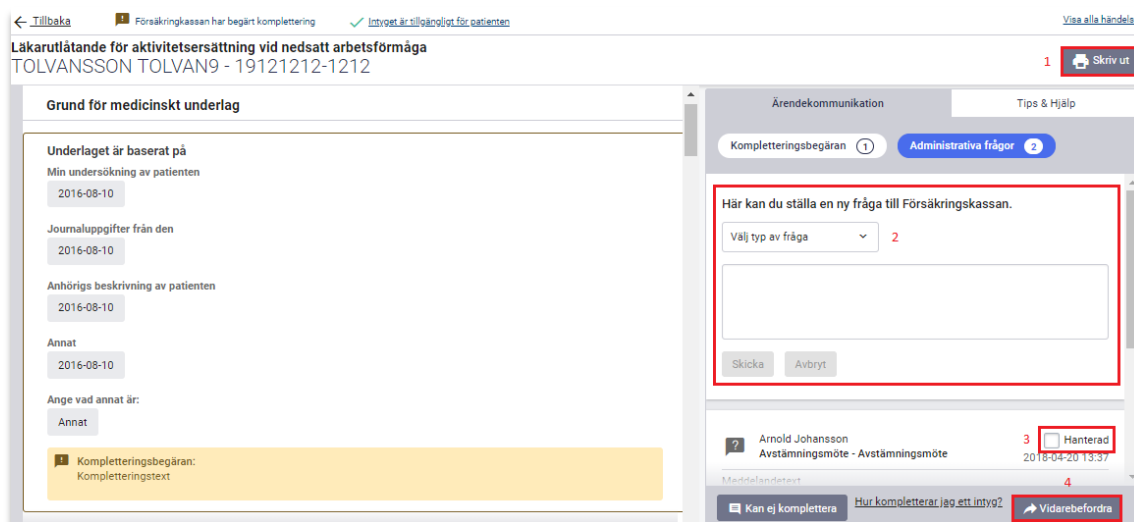 Tillbaka
Försäkringkassan har begärt komplettering
Intyget är tillgängligt för patienten
Visa alla händels
Läkarutlåtande för aktivitetsersättning vid nedsatt arbetsförmåga
TOLVANSSON TOLVAN9 - 19121212-1212
1
Skriv ut
Grund för medicinskt underlag
Underlaget är baserat på
Min undersökning av patienten
2016-08-10
Journaluppgifter från den
2016-08-10
Anhörigs beskrivning av patienten
2016-08-10
Annat
2016-08-10
Ange vad annat är:
Annat
Kompletteringsbegäran:
Kompletteringstext
Ärendekommunikation
Tips & Hjälp
Kompletteringsbegäran 1
Administrativa frågor 2
Här kan du ställa en ny fråga till Försäkringskassan.
Välj typ av fråga
2
Skicka
Avbryt
Arnold Johansson
Avstämningsmöte - Avstämningsmöte
3
Hanterad
2018-04-20 13:37
Meddelandetext
4
Kan ej komplettera
Hur kompletterar jag ett intyg?
Vidarebefordra